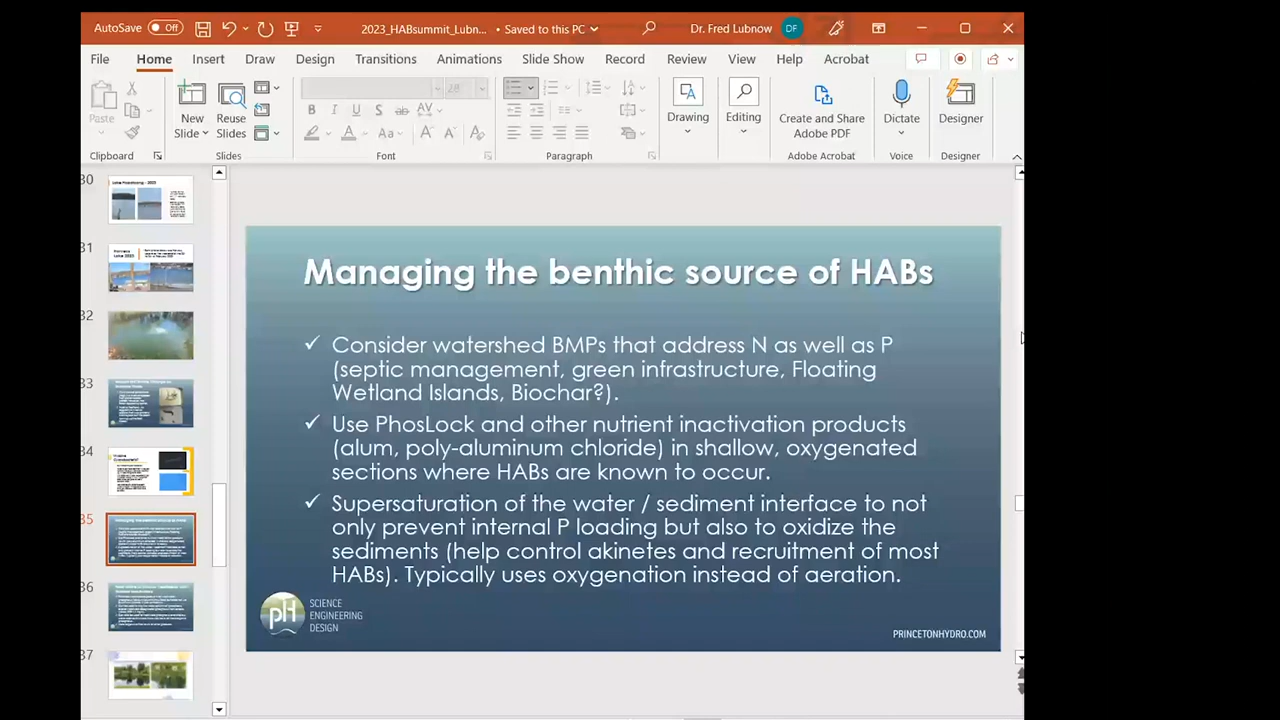 AutoSave Off
2023_HABsummit_Lubn... • Saved to this PC
Dr. Fred Lubnow DF
File Home Insert Draw Design Transitions Animations Slide Show Record Review View Help Acrobat
Paste
New Slide
Reuse Slides
28
B I U S ab AV
Aa A A
Drawing
Editing
Create and Share Adobe PDF
Dictate
Designer
Clipboard Slides Font Paragraph Adobe Acrobat Voice Designer
30
31
32
33
34
35
36
37
Managing the benthic source of HABs
✓ Consider watershed BMPs that address N as well as P
(septic management, green infrastructure, Floating
Wetland Islands, Biochar?).
✓ Use PhosLock and other nutrient inactivation products
(alum, poly-aluminum chloride) in shallow, oxygenated
sections where HABs are known to occur.
✓ Supersaturation of the water / sediment interface to not
only prevent internal P loading but also to oxidize the
sediments (help control akinetes and recruitment of most
HABs). Typically uses oxygenation instead of aeration.
pH
SCIENCE
ENGINEERING
DESIGN
PRINCETONHYDRO.COM